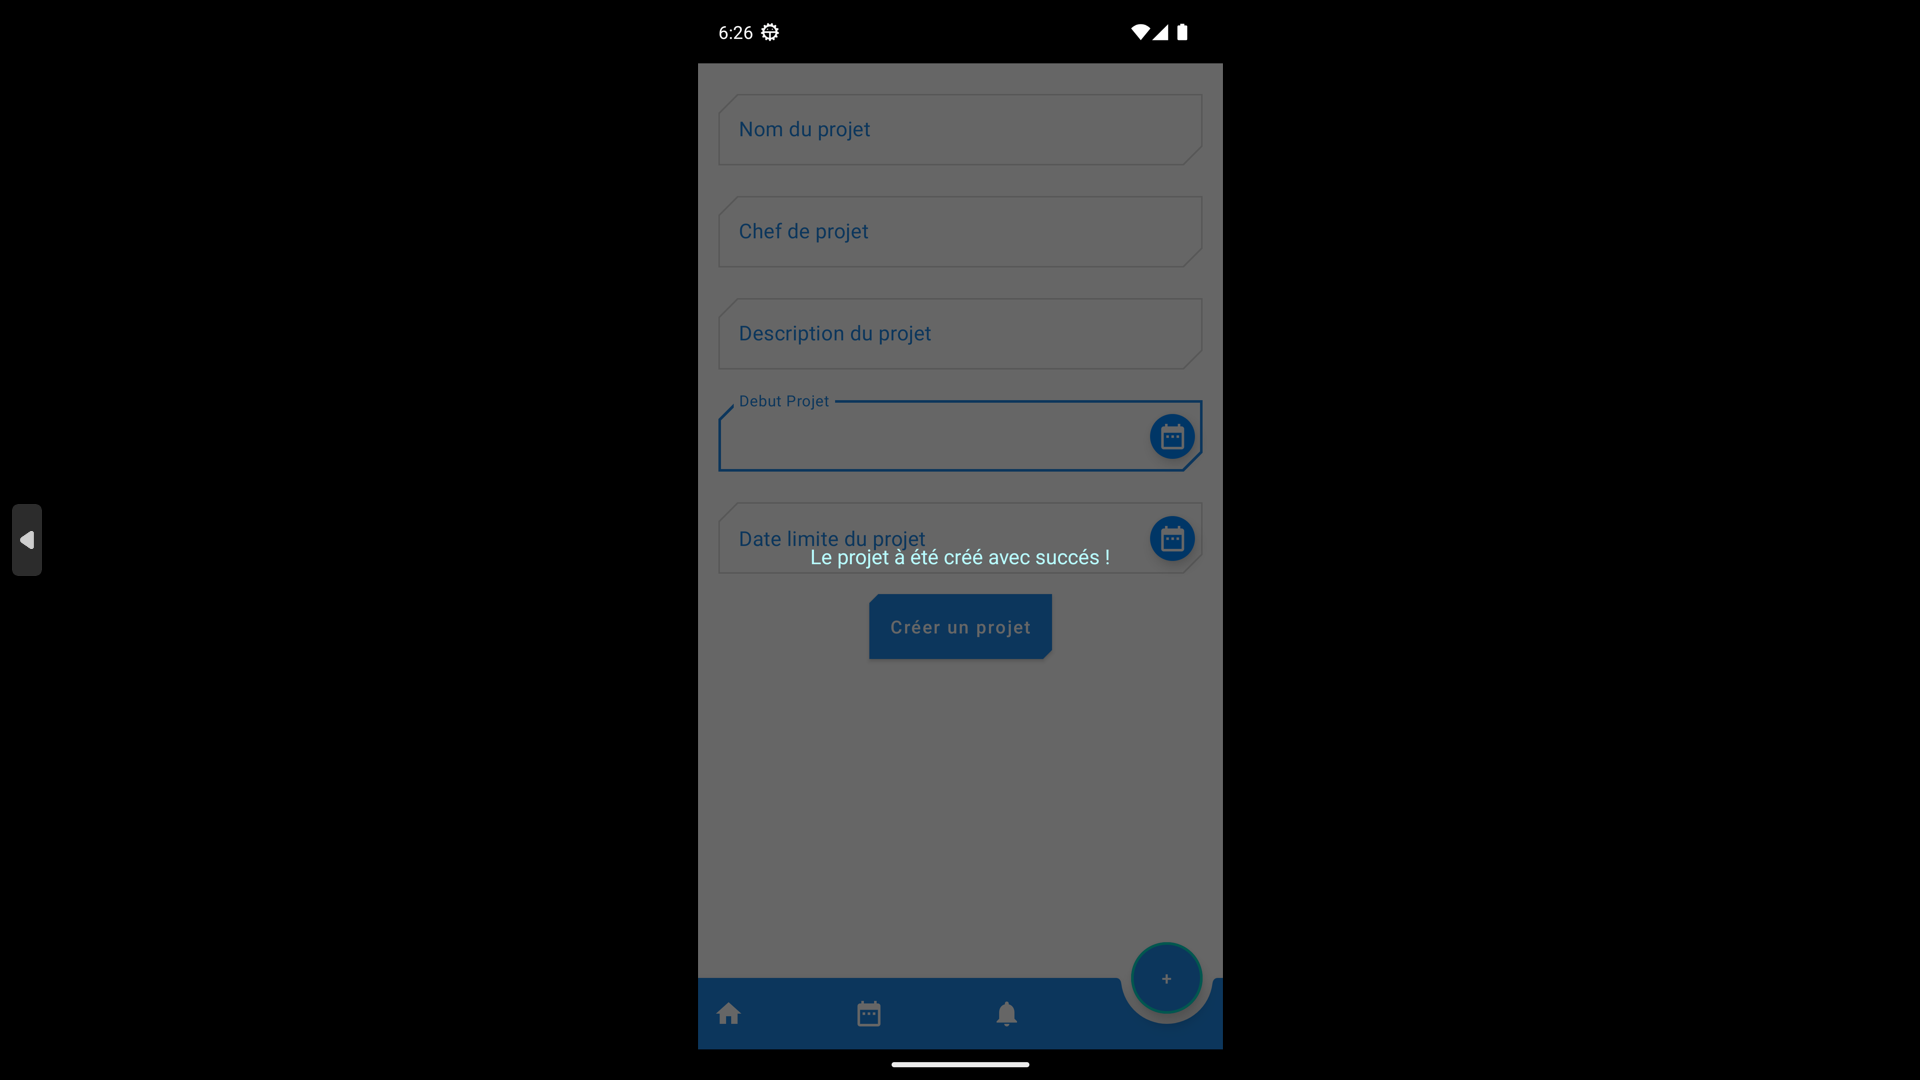 6:26
Nom du projet
Chef de projet
Description du projet
Debut Projet
Date limite du projet
Le projet à été créé avec succés !
Créer un projet
+